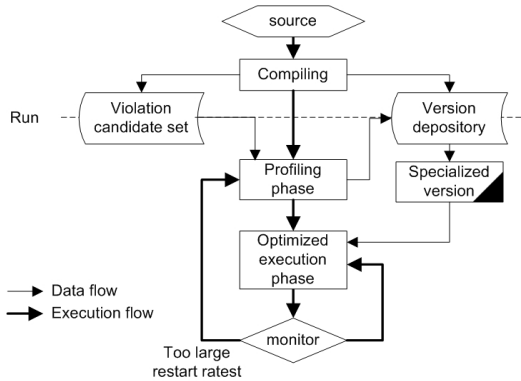 source
Compiling
Violation
candidate set
Version
depository
Run
Profiling
phase
Specialized
version
Optimized
execution
phase
Data flow
Execution flow
monitor
Too large
restart ratest